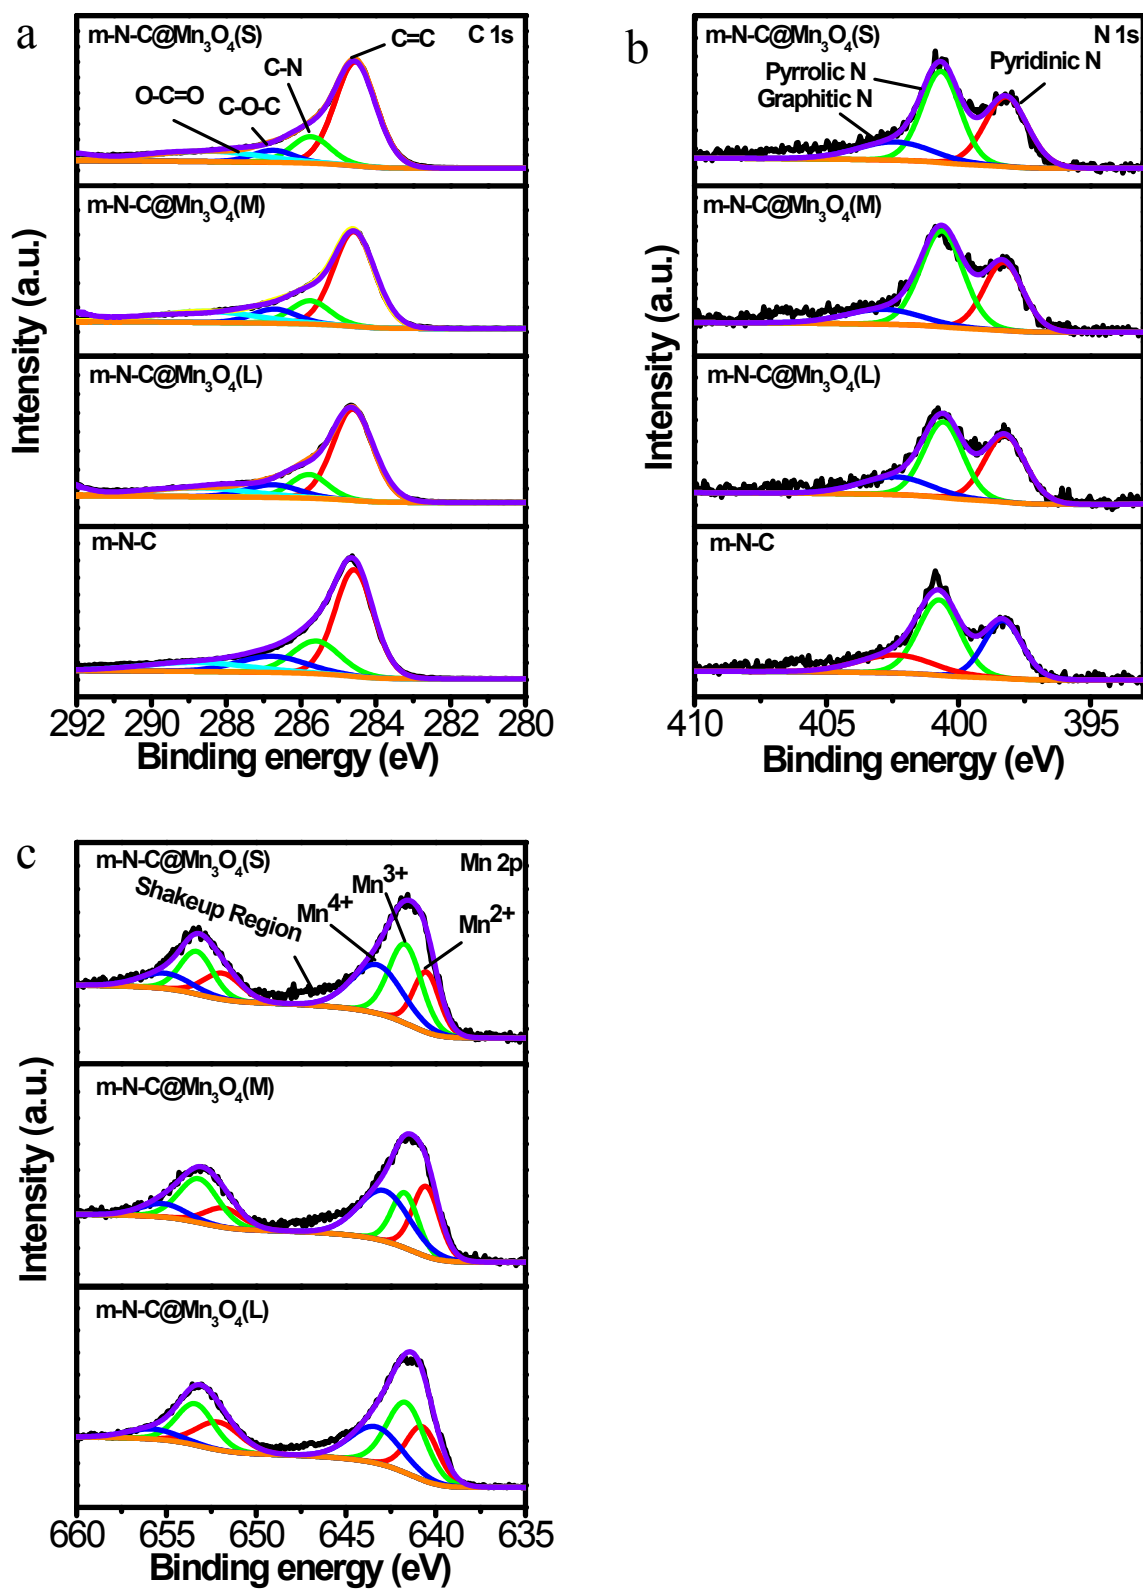 a
m-N-C@Mn₃O₄(S)
C 1s
C=C
C-N
O-C=O
C-O-C
m-N-C@Mn₃O₄(M)
m-N-C@Mn₃O₄(L)
m-N-C
Intensity (a.u.)
292 290 288 286 284 282 280
Binding energy (eV)
b
m-N-C@Mn₃O₄(S)
N 1s
Pyrrolic N
Pyridinic N
Graphitic N
m-N-C@Mn₃O₄(M)
m-N-C@Mn₃O₄(L)
m-N-C
Intensity (a.u.)
410 405 400 395
Binding energy (eV)
c
m-N-C@Mn₃O₄(S)
Mn 2p
Shakeup Region
Mn⁴⁺
Mn³⁺
Mn²⁺
m-N-C@Mn₃O₄(M)
m-N-C@Mn₃O₄(L)
Intensity (a.u.)
660 655 650 645 640 635
Binding energy (eV)